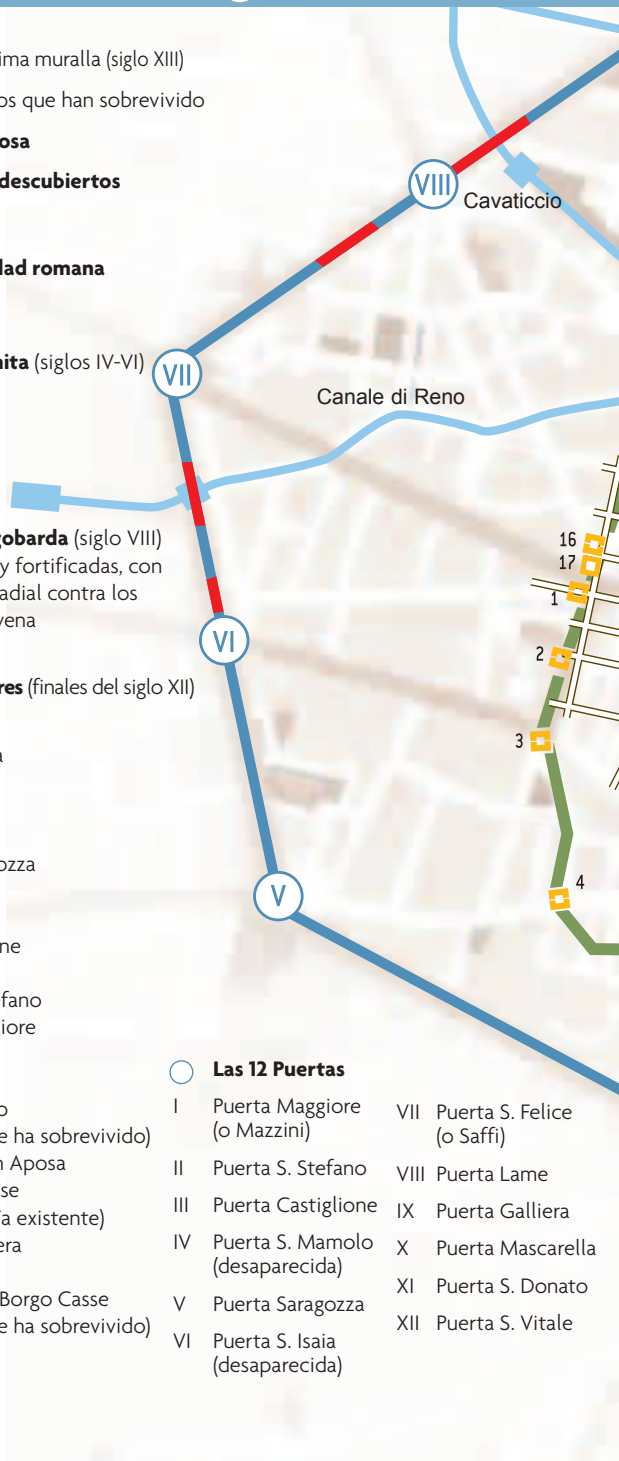 ima muralla (siglo XIII)
os que han sobrevivido
osa
descubiertos
dad romana
nita (siglos IV-VI)
gobarda (siglo VIII)
y fortificadas, con
adial contra los
vena
res (finales del siglo XII)
a
ozza
ne
efano
iore
o
e ha sobrevivido)
n Aposa
se
a existente)
era
Borgo Casse
e ha sobrevivido)
VIII
Cavaticcio
VII
Canale di Reno
VI
V
16
17
1
2
3
4
Las 12 Puertas
I Puerta Maggiore
(o Mazzini)
II Puerta S. Stefano
III Puerta Castiglione
IV Puerta S. Mamolo
(desaparecida)
V Puerta Saragozza
VI Puerta S. Isaia
(desaparecida)
VII Puerta S. Felice
(o Saffi)
VIII Puerta Lame
IX Puerta Galliera
X Puerta Mascarella
XI Puerta S. Donato
XII Puerta S. Vitale